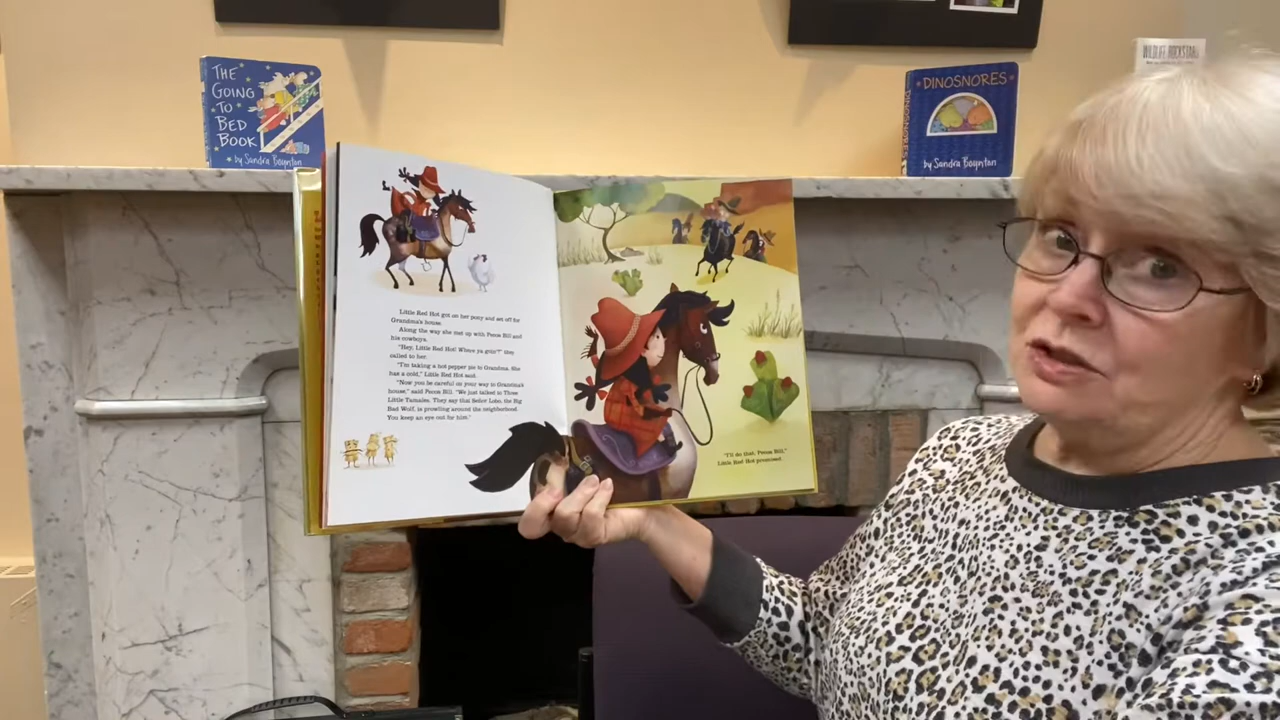 THE
GOING
TO
BED
BOOK
by Sandra Boynton
DINOSNORES
by Sandra Boynton
WILDLIFE ROCKSTARS
Little Red Hot got on her pony and set off for
Grandma's house.
Along the way she met up with Pecos Bill and
his cowboys.
"Hey, Little Red Hot! Where ya goin'?" they
called to her.
"I'm taking a hot pepper pie to Grandma. She
has a cold," Little Red Hot said.
"Now you be careful on your way to Grandma's
house," said Pecos Bill. "We just talked to Three
Little Tamales. They say that Señor Lobo, the Big
Bad Wolf, is prowling around the neighborhood.
You keep an eye out for him."
"I'll do that, Pecos Bill,"
Little Red Hot promised.